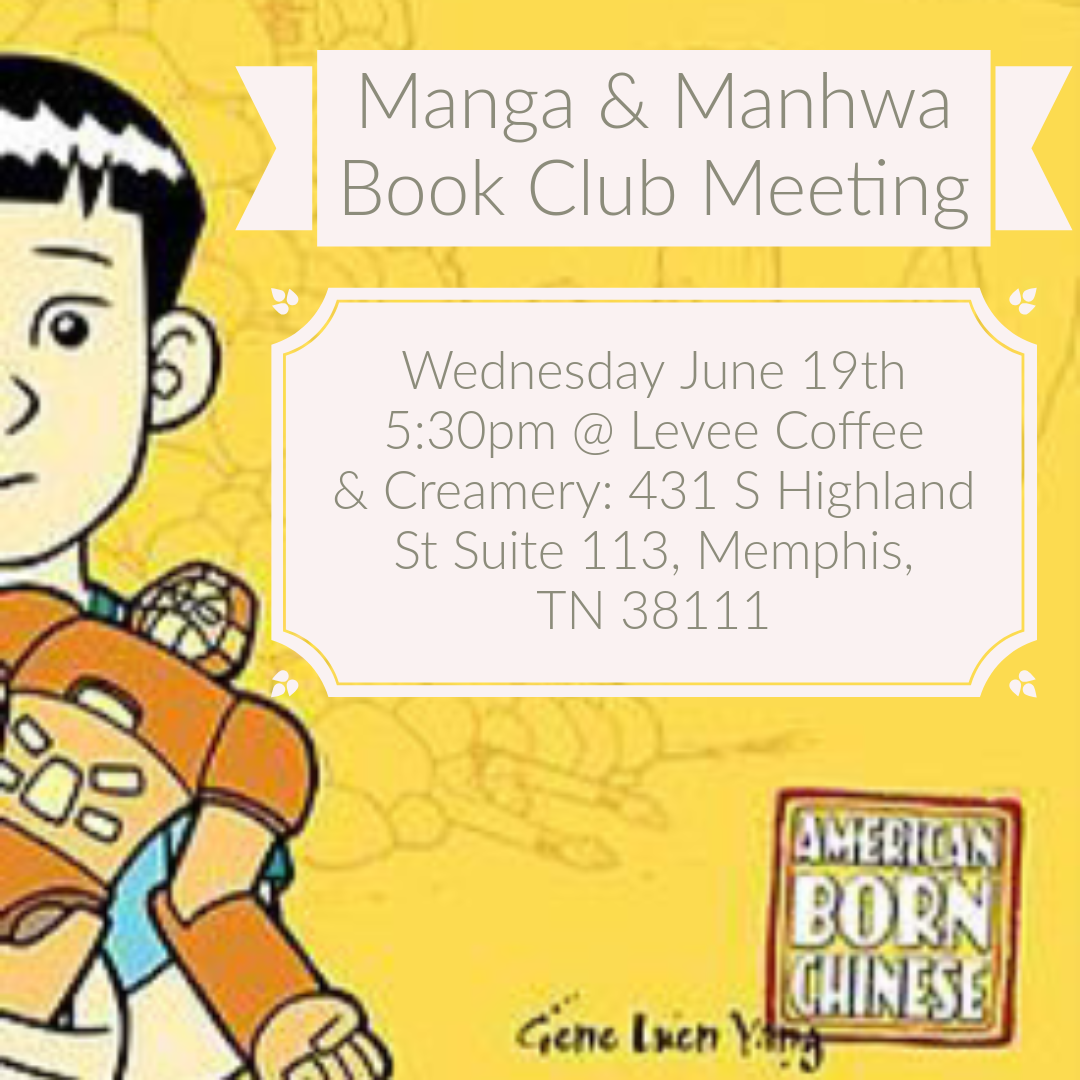 Manga & Manhwa
Book Club Meeting
Wednesday June 19th
5:30pm @ Levee Coffee
& Creamery: 431 S Highland
St Suite 113, Memphis,
TN 38111
AMERICAN
BORN
CHINESE
Gene Luen Yang